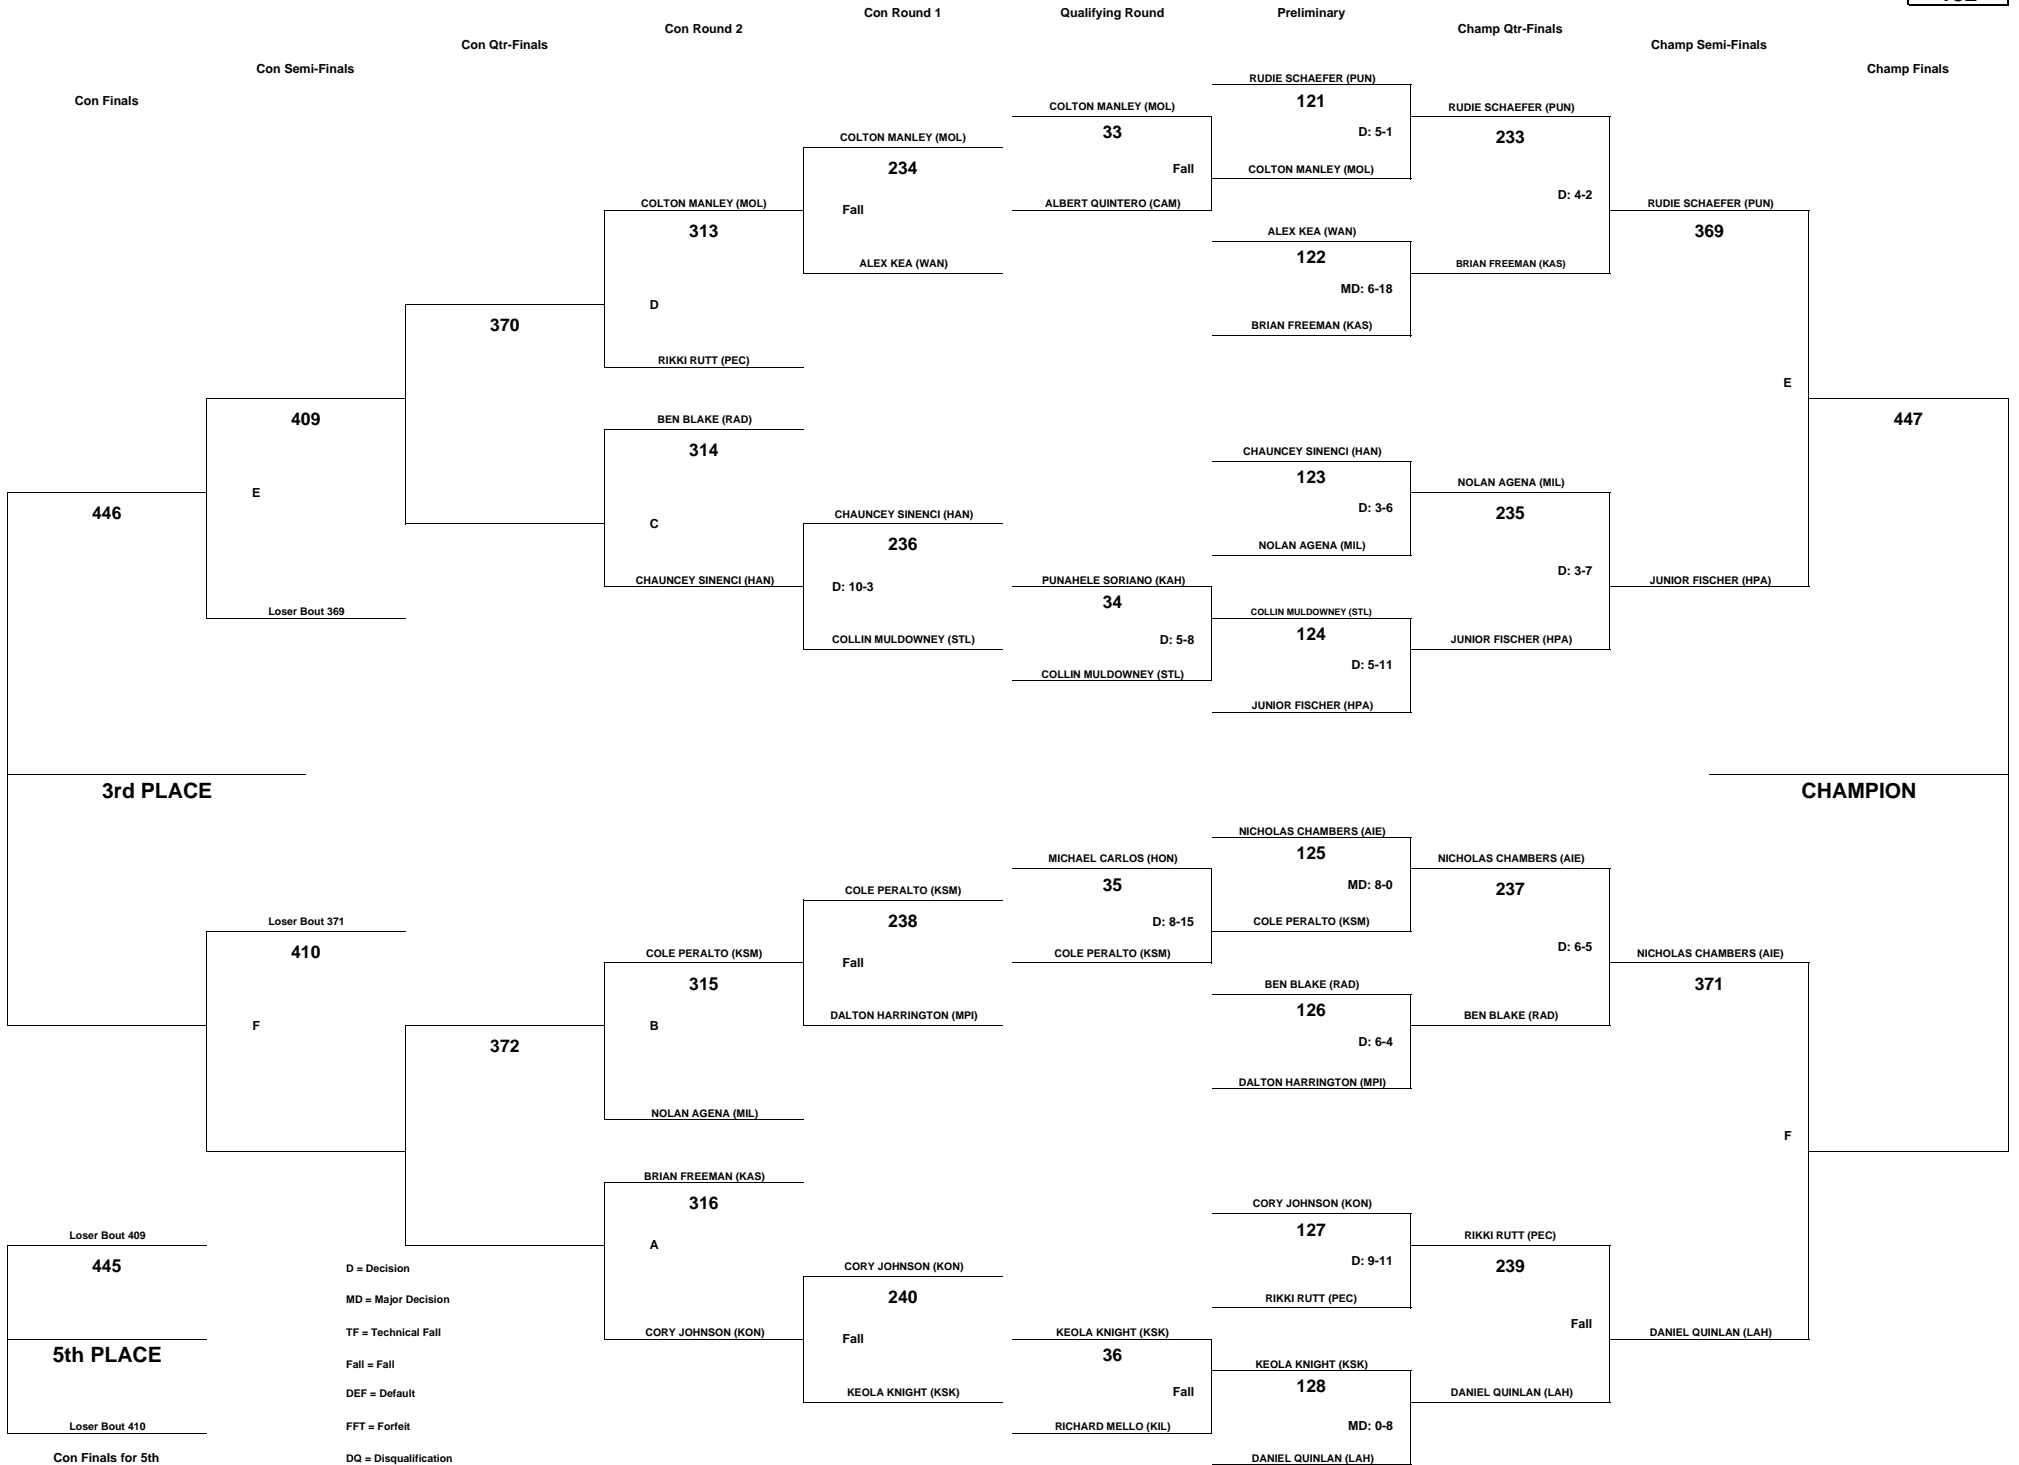 Con Round 1
Qualifying Round
Preliminary
Con Round 2
Champ Qtr-Finals
Con Qtr-Finals
Champ Semi-Finals
Con Semi-Finals
Champ Finals
Con Finals
RUDIE SCHAEFER (PUN)
121
D: 5-1
COLTON MANLEY (MOL)
COLTON MANLEY (MOL)
33
Fall
ALBERT QUINTERO (CAM)
RUDIE SCHAEFER (PUN)
233
D: 4-2
BRIAN FREEMAN (KAS)
COLTON MANLEY (MOL)
234
Fall
ALEX KEA (WAN)
COLTON MANLEY (MOL)
313
D
RIKKI RUTT (PEC)
ALEX KEA (WAN)
122
MD: 6-18
BRIAN FREEMAN (KAS)
RUDIE SCHAEFER (PUN)
369
E
JUNIOR FISCHER (HPA)
370
409
E
Loser Bout 369
446
447
BEN BLAKE (RAD)
314
C
CHAUNCEY SINENCI (HAN)
CHAUNCEY SINENCI (HAN)
236
D: 10-3
COLLIN MULDOWNEY (STL)
CHAUNCEY SINENCI (HAN)
123
D: 3-6
NOLAN AGENA (MIL)
NOLAN AGENA (MIL)
235
D: 3-7
JUNIOR FISCHER (HPA)
PUNAHELE SORIANO (KAH)
34
D: 5-8
COLLIN MULDOWNEY (STL)
COLLIN MULDOWNEY (STL)
124
D: 5-11
JUNIOR FISCHER (HPA)
3rd PLACE
CHAMPION
NICHOLAS CHAMBERS (AIE)
125
MD: 8-0
COLE PERALTO (KSM)
MICHAEL CARLOS (HON)
35
D: 8-15
COLE PERALTO (KSM)
NICHOLAS CHAMBERS (AIE)
237
D: 6-5
BEN BLAKE (RAD)
COLE PERALTO (KSM)
238
Fall
DALTON HARRINGTON (MPI)
Loser Bout 371
410
F
COLE PERALTO (KSM)
315
B
NOLAN AGENA (MIL)
BEN BLAKE (RAD)
126
D: 6-4
DALTON HARRINGTON (MPI)
NICHOLAS CHAMBERS (AIE)
371
F
DANIEL QUINLAN (LAH)
372
BRIAN FREEMAN (KAS)
316
A
CORY JOHNSON (KON)
CORY JOHNSON (KON)
127
D: 9-11
RIKKI RUTT (PEC)
RIKKI RUTT (PEC)
239
Fall
DANIEL QUINLAN (LAH)
CORY JOHNSON (KON)
240
Fall
KEOLA KNIGHT (KSK)
KEOLA KNIGHT (KSK)
36
Fall
RICHARD MELLO (KIL)
KEOLA KNIGHT (KSK)
128
MD: 0-8
DANIEL QUINLAN (LAH)
Loser Bout 409
445
5th PLACE
Loser Bout 410
Con Finals for 5th
D = Decision
MD = Major Decision
TF = Technical Fall
Fall = Fall
DEF = Default
FFT = Forfeit
DQ = Disqualification